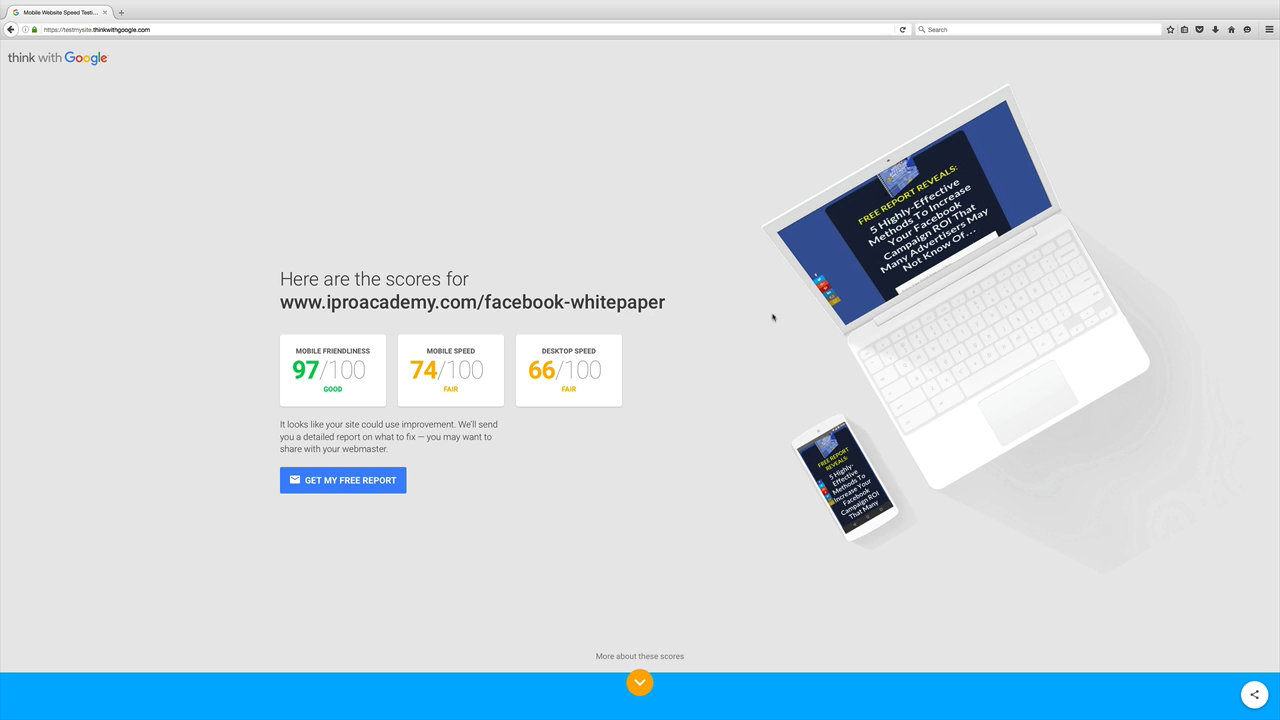 Mobile Website Speed Testi...
https://testmysite.thinkwithgoogle.com
Search
think with Google
Here are the scores for
www.iproacademy.com/facebook-whitepaper
MOBILE FRIENDLINESS
97/100
GOOD
MOBILE SPEED
74/100
FAIR
DESKTOP SPEED
66/100
FAIR
It looks like your site could use improvement. We'll send
you a detailed report on what to fix — you may want to
share with your webmaster.
GET MY FREE REPORT
FREE REPORT REVEALS:
5 Highly-Effective
Methods To Increase
Your Facebook
Campaign ROI That
Many Advertisers May
Not Know Of...
FREE REPORT
REVEALS:
5 Highly-
Effective
Methods To
Increase Your
Facebook
Campaign ROI
That Many
More about these scores